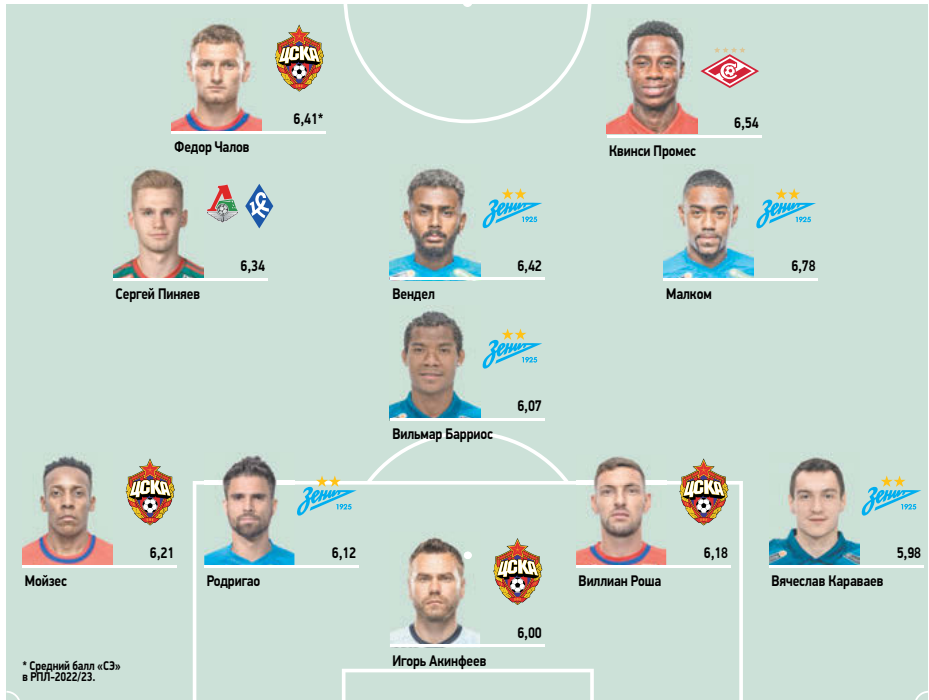 ЦСКА
6,41*
Федор Чалов
6,54
Квинси Промес
6,34
Сергей Пиняев
Зенит
1925
6,42
Вендел
Зенит
1925
6,78
Малком
Зенит
1925
6,07
Вильмар Барриос
ЦСКА
6,21
Мойзес
Зенит
1925
6,12
Родригао
ЦСКА
6,18
Виллиан Роша
Зенит
1925
5,98
Вячеслав Караваев
ЦСКА
6,00
Игорь Акинфеев
* Средний балл «СЭ»
в РПЛ-2022/23.